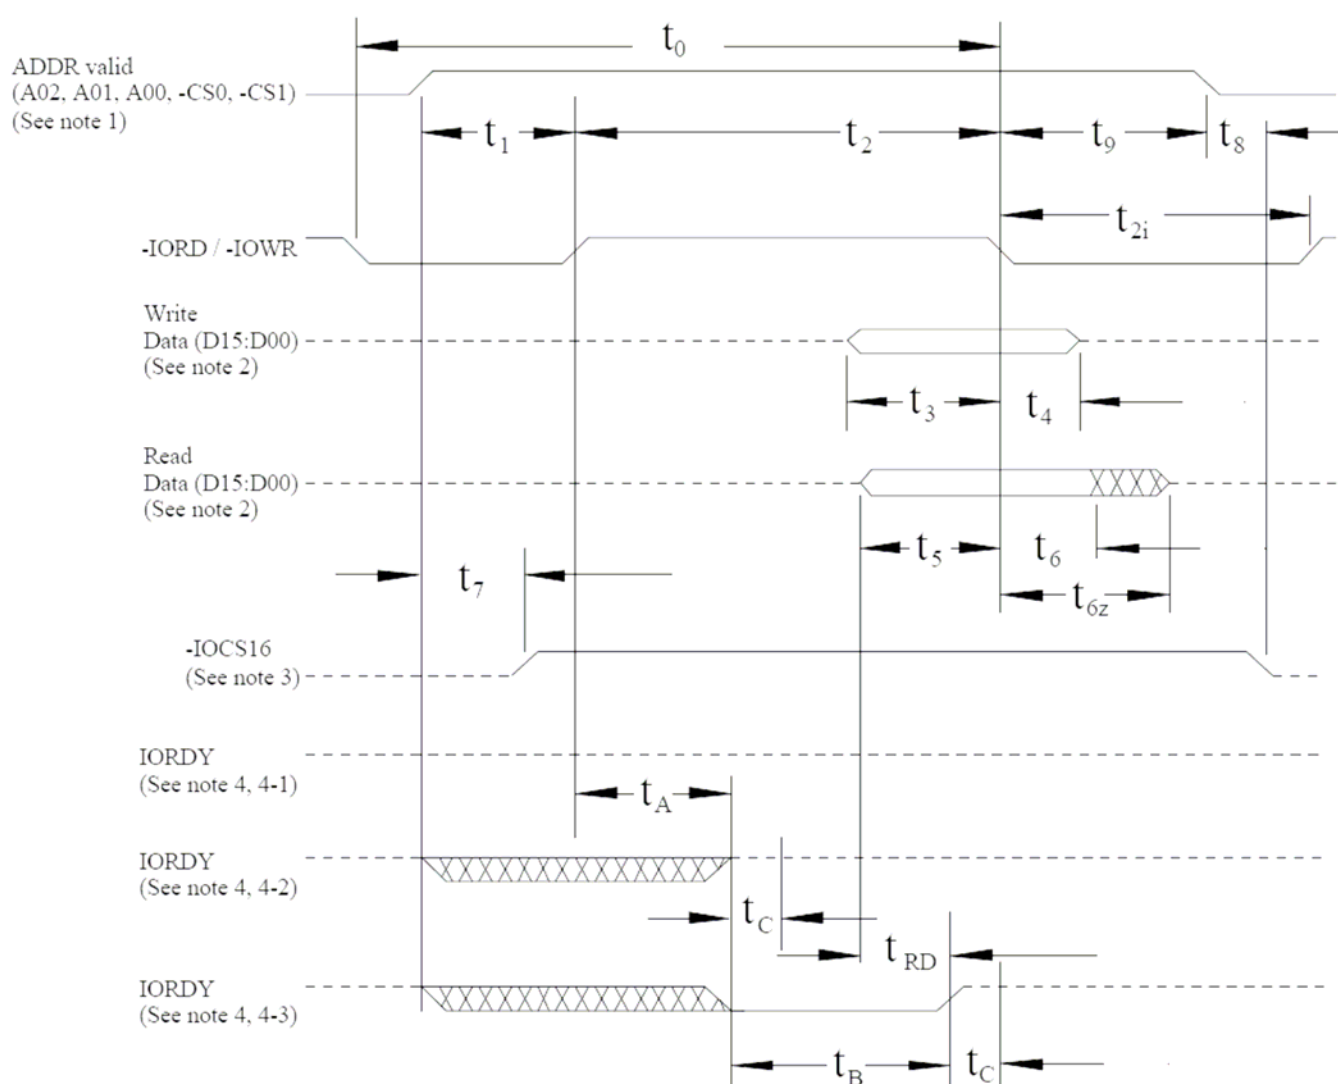 t0
ADDR valid
(A02, A01, A00, -CS0, -CS1)
(See note 1)
t1
t2
t9
t8
t2i
-IORD / -IOWR
Write
Data (D15:D00)
(See note 2)
t3
t4
Read
Data (D15:D00)
(See note 2)
t5
t6
t7
t6z
-IOCS16
(See note 3)
IORDY
(See note 4, 4-1)
tA
IORDY
(See note 4, 4-2)
tC
tRD
IORDY
(See note 4, 4-3)
tB
tC